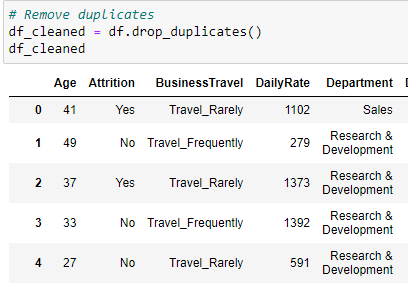 # Remove duplicates
df_cleaned = df.drop_duplicates()
df_cleaned
Age Attrition BusinessTravel DailyRate Department
0 41 Yes Travel_Rarely 1102 Sales
1 49 No Travel_Frequently 279 Research &
Development
2 37 Yes Travel_Rarely 1373 Research &
Development
3 33 No Travel_Frequently 1392 Research &
Development
4 27 No Travel_Rarely 591 Research &
Development